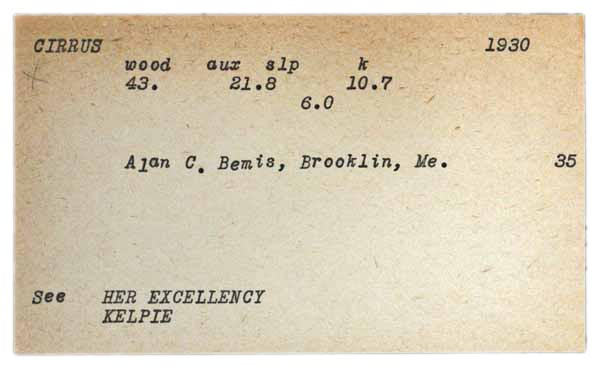 CIRRUS 1930
wood aux slp k
43. 21.8 10.7
6.0
Alan C. Bemis, Brooklin, Me. 35
See HER EXCELLENCY
KELPIE